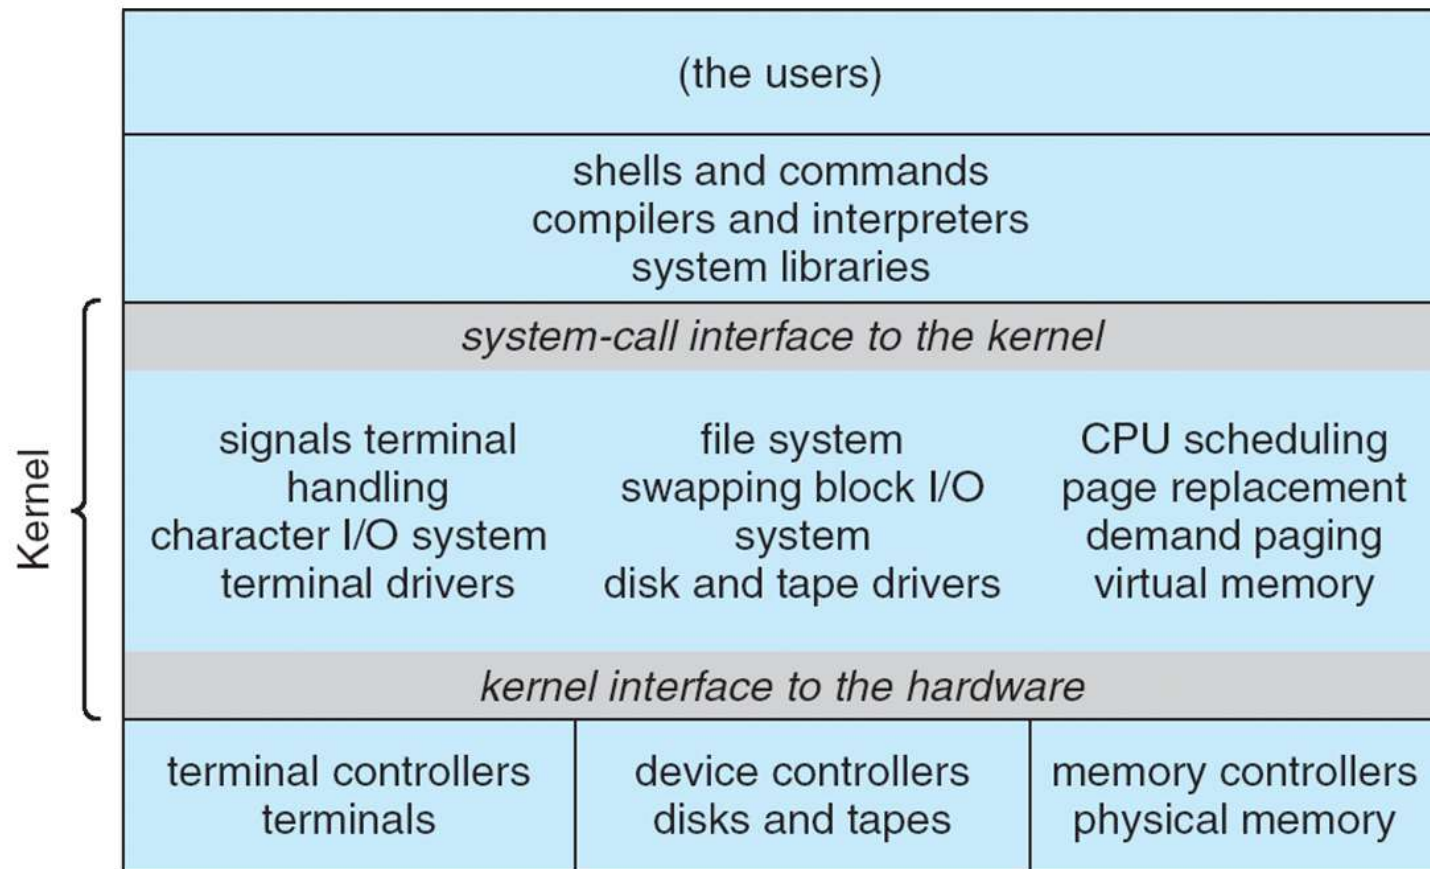 (the users)
shells and commands
compilers and interpreters
system libraries
Kernel
system-call interface to the kernel
signals terminal
handling
character I/O system
terminal drivers
file system
swapping block I/O
system
disk and tape drivers
CPU scheduling
page replacement
demand paging
virtual memory
kernel interface to the hardware
terminal controllers
terminals
device controllers
disks and tapes
memory controllers
physical memory